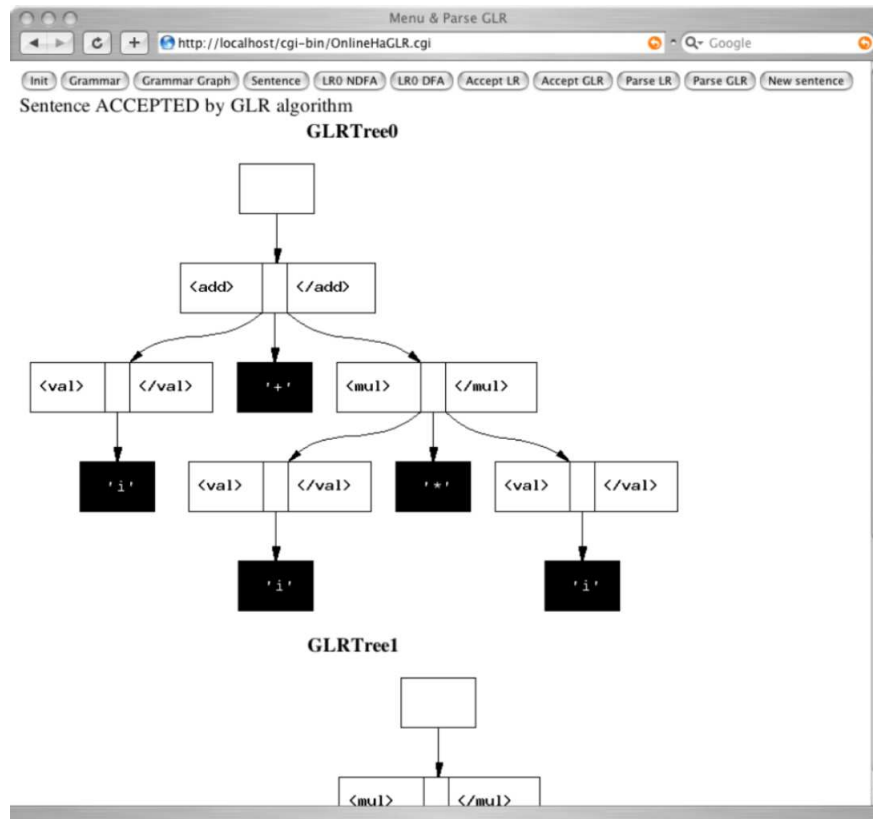 Menu & Parse GLR
http://localhost/cgi-bin/OnlineHaGLR.cgi Google
Init Grammar Grammar Graph Sentence LR0 NDFA LR0 DFA Accept LR Accept GLR Parse LR Parse GLR New sentence
Sentence ACCEPTED by GLR algorithm
GLRTree0
<add> </add>
<val> </val> '+' <mul> </mul>
'i' <val> </val> '*' <val> </val>
'i' 'i'
GLRTree1
<mul> </mul>